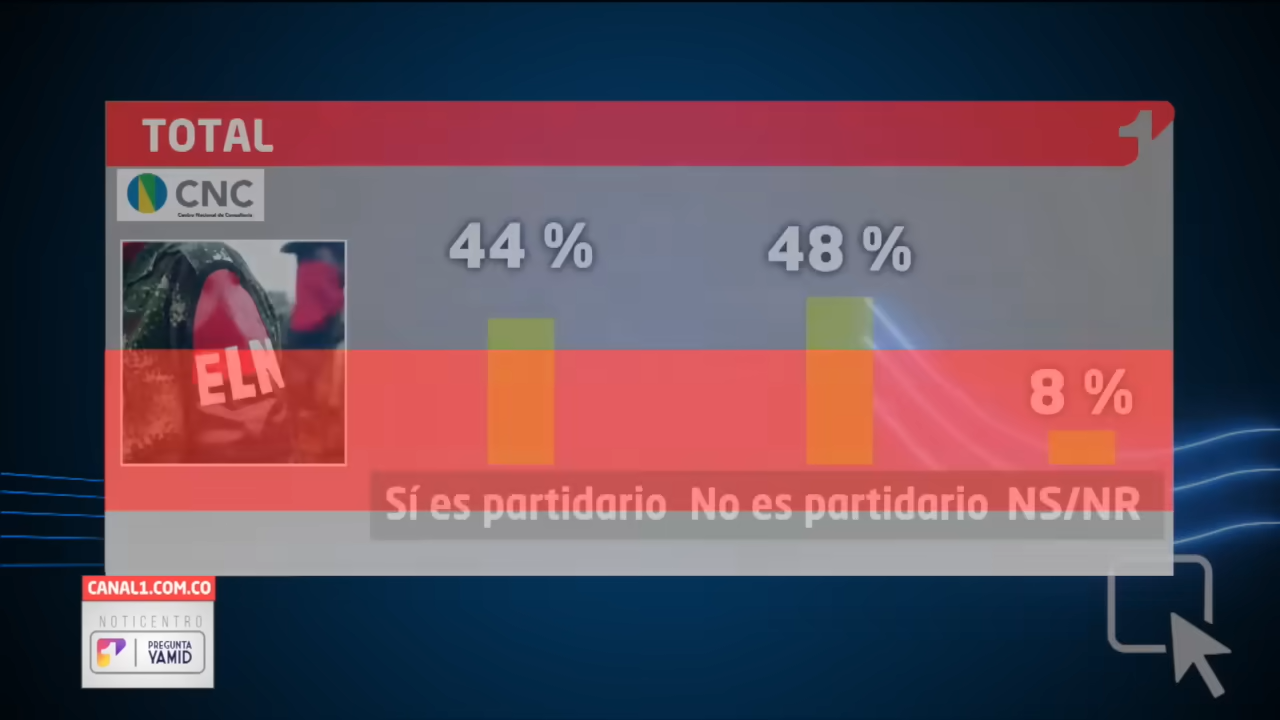 TOTAL
CNC
Centro Nacional de Consultoría
44 %
48 %
8 %
ELN
Sí es partidario No es partidario NS/NR
CANAL1.COM.CO
NOTICENTRO
1
PREGUNTA
YAMID